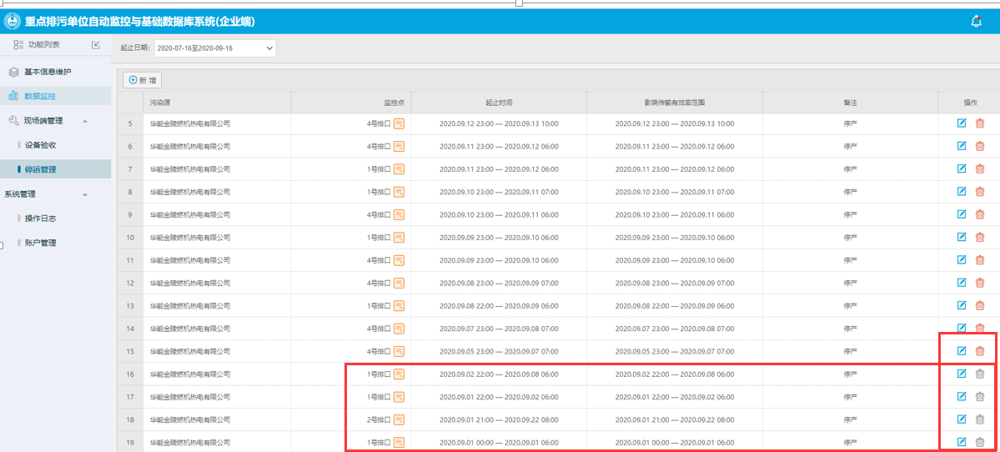 重点排污单位自动监控与基础数据库系统(企业端)
功能列表
起止日期: 2020-07-16至2020-09-16
基本信息维护
数据监控
现场端管理
设备验收
停运管理
系统管理
操作日志
账户管理
新 增
污染源 监控点 起止时间 影响传输有效率范围 备注 操作
5 华能金陵燃机热电有限公司 4号排口 气 2020.09.12 23:00 — 2020.09.13 10:00 2020.09.12 23:00 — 2020.09.13 10:00 停产
6 华能金陵燃机热电有限公司 4号排口 气 2020.09.11 23:00 — 2020.09.12 06:00 2020.09.11 23:00 — 2020.09.12 06:00 停产
7 华能金陵燃机热电有限公司 1号排口 气 2020.09.11 23:00 — 2020.09.12 06:00 2020.09.11 23:00 — 2020.09.12 06:00 停产
8 华能金陵燃机热电有限公司 1号排口 气 2020.09.10 23:00 — 2020.09.11 07:00 2020.09.10 23:00 — 2020.09.11 07:00 停产
9 华能金陵燃机热电有限公司 4号排口 气 2020.09.10 23:00 — 2020.09.11 06:00 2020.09.10 23:00 — 2020.09.11 06:00 停产
10 华能金陵燃机热电有限公司 1号排口 气 2020.09.09 23:00 — 2020.09.10 06:00 2020.09.09 23:00 — 2020.09.10 06:00 停产
11 华能金陵燃机热电有限公司 4号排口 气 2020.09.09 23:00 — 2020.09.10 06:00 2020.09.09 23:00 — 2020.09.10 06:00 停产
12 华能金陵燃机热电有限公司 4号排口 气 2020.09.08 23:00 — 2020.09.09 07:00 2020.09.08 23:00 — 2020.09.09 07:00 停产
13 华能金陵燃机热电有限公司 1号排口 气 2020.09.08 22:00 — 2020.09.09 06:00 2020.09.08 22:00 — 2020.09.09 06:00 停产
14 华能金陵燃机热电有限公司 4号排口 气 2020.09.07 23:00 — 2020.09.08 07:00 2020.09.07 23:00 — 2020.09.08 07:00 停产
15 华能金陵燃机热电有限公司 4号排口 气 2020.09.05 23:00 — 2020.09.07 07:00 2020.09.05 23:00 — 2020.09.07 07:00 停产
16 华能金陵燃机热电有限公司 1号排口 气 2020.09.02 22:00 — 2020.09.08 06:00 2020.09.02 22:00 — 2020.09.08 06:00 停产
17 华能金陵燃机热电有限公司 1号排口 气 2020.09.01 22:00 — 2020.09.02 06:00 2020.09.01 22:00 — 2020.09.02 06:00 停产
18 华能金陵燃机热电有限公司 2号排口 气 2020.09.01 21:00 — 2020.09.22 08:00 2020.09.01 21:00 — 2020.09.22 08:00 停产
19 华能金陵燃机热电有限公司 1号排口 气 2020.09.01 00:00 — 2020.09.01 06:00 2020.09.01 00:00 — 2020.09.01 06:00 停产